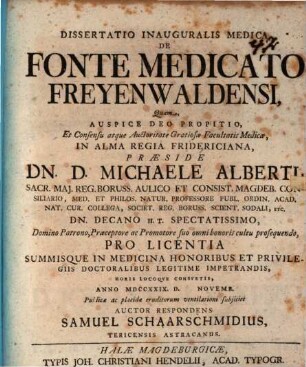 DISSERTATIO INAUGURALIS MEDICA
42
DE
FONTE MEDICATO
FREYENWALDENSI,
Quam,
AUSPICE DEO PROPITIO,
Et Consensu atque Auctoritate Gratiosæ Facultatis Medicæ,
IN ALMA REGIA FRIDERICIANA,
PRÆSIDE
DN. D. MICHAELE ALBERTI
SACR. MAJ. REG. BORUSS. AULICO ET CONSIST. MAGDEB. CON-
SILIARIO, MED. ET PHILOS. NATUR. PROFESSORE PUBL. ORDIN. ACAD.
NAT. CUR. COLLEGA, SOCIET. REG. BORUSS. SCIENT. SODALI, etc.
DN. DECANO H. T. SPECTATISSIMO,
Domino Patrono, Præceptore ac Promotore suo omni honoris cultu prosequendo,
PRO LICENTIA
SUMMISQUE IN MEDICINA HONORIBUS ET PRIVILE-
GIIS DOCTORALIBUS LEGITIME IMPETRANDIS,
HORIS LOCOQUE CONSUETIS,
ANNO MDCCXXIX. D. NOVEMB.
Publicæ ac placidæ eruditorum ventilationi subjiciet
AUCTOR RESPONDENS
SAMUEL SCHAARSCHMIDIUS,
TERICENSIS ASTRACANUS.
HALÆ MAGDEBURGICÆ,
TYPIS JOH. CHRISTIANI HENDELII, ACAD. TYPOGR.